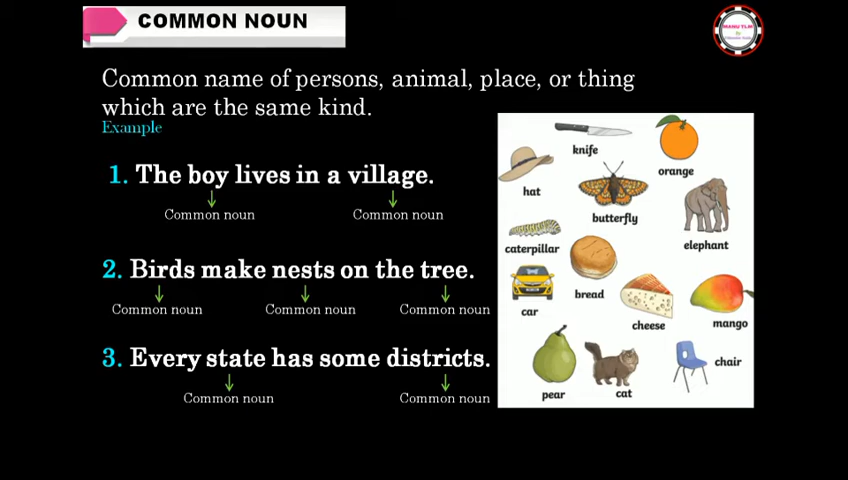 COMMON NOUN
MANU TLM
Common name of persons, animal, place, or thing
which are the same kind.
Example
1. The boy lives in a village.
Common noun Common noun
2. Birds make nests on the tree.
Common noun Common noun Common noun
3. Every state has some districts.
Common noun Common noun
knife
orange
hat
butterfly
elephant
caterpillar
bread
car
cheese
mango
chair
pear
cat